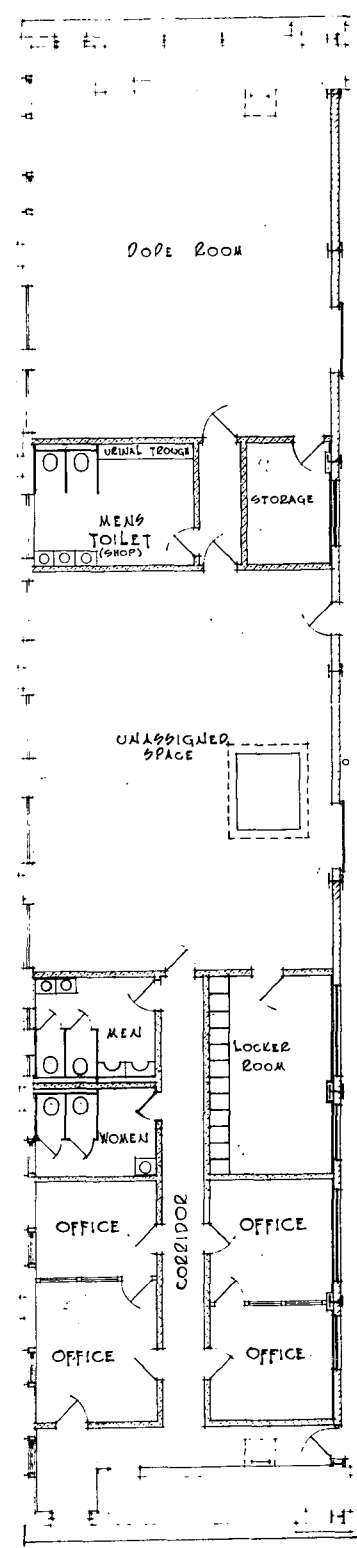 DOPE ROOM
URINAL TROUGH
MENS
TOILET
(SHOP)
STORAGE
UNASSIGNED
SPACE
MEN
LOCKER
ROOM
WOMEN
OFFICE
OFFICE
CORRIDOR
OFFICE
OFFICE